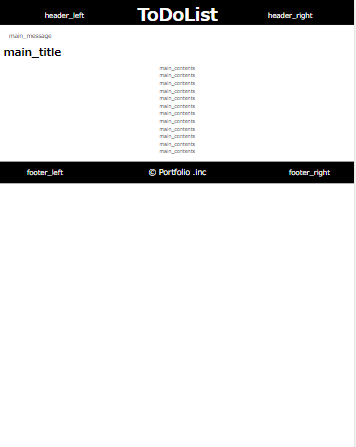 header_left ToDoList header_right
main_message
main_title
main_contents
main_contents
main_contents
main_contents
main_contents
main_contents
main_contents
main_contents
main_contents
main_contents
main_contents
main_contents
footer_left © Portfolio .inc footer_right